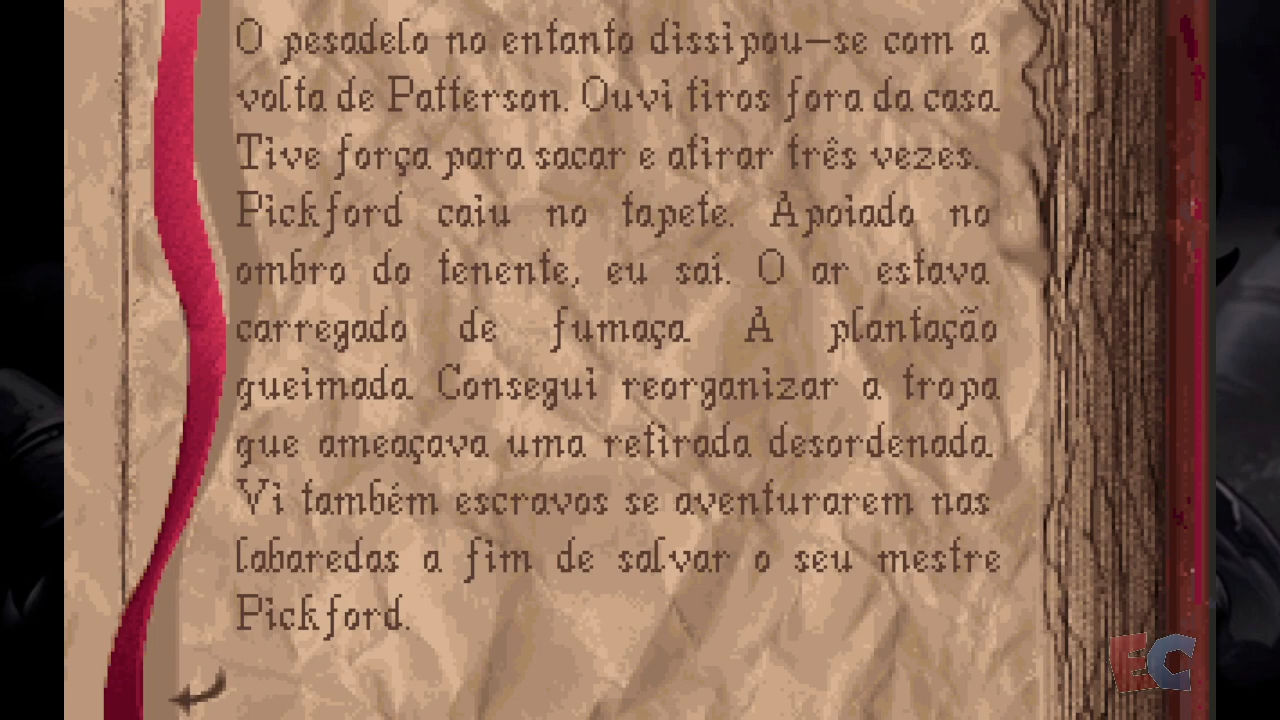 O pesadelo no entanto dissipou-se com a
volta de Patterson. Ouvi tiros fora da casa.
Tive força para sacar e atirar três vezes.
Pickford caiu no tapete. Apoiado no
ombro do tenente, eu saí. O ar estava
carregado de fumaça. A plantação
queimada. Consegui reorganizar a tropa
que ameaçava uma retirada desordenada.
Vi também escravos se aventurarem nas
labaredas a fim de salvar o seu mestre
Pickford.
EC